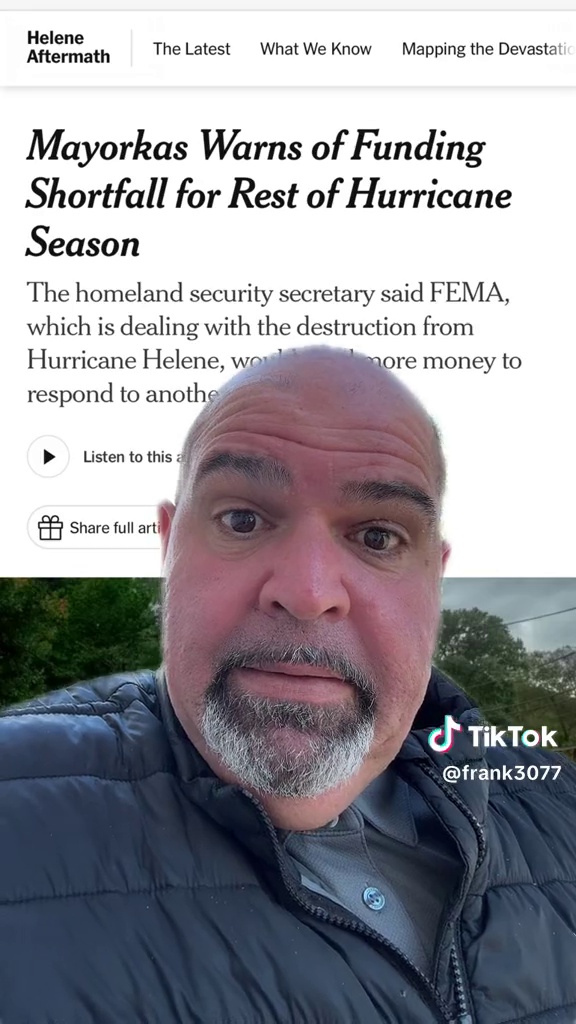 Helene
Aftermath
The Latest
What We Know
Mapping the Devastatio
Mayorkas Warns of Funding
Shortfall for Rest of Hurricane
Season
The homeland security secretary said FEMA,
which is dealing with the destruction from
Hurricane Helene, more money to
respond to anothe
Listen to this a
Share full arti
TikTok
@frank3077